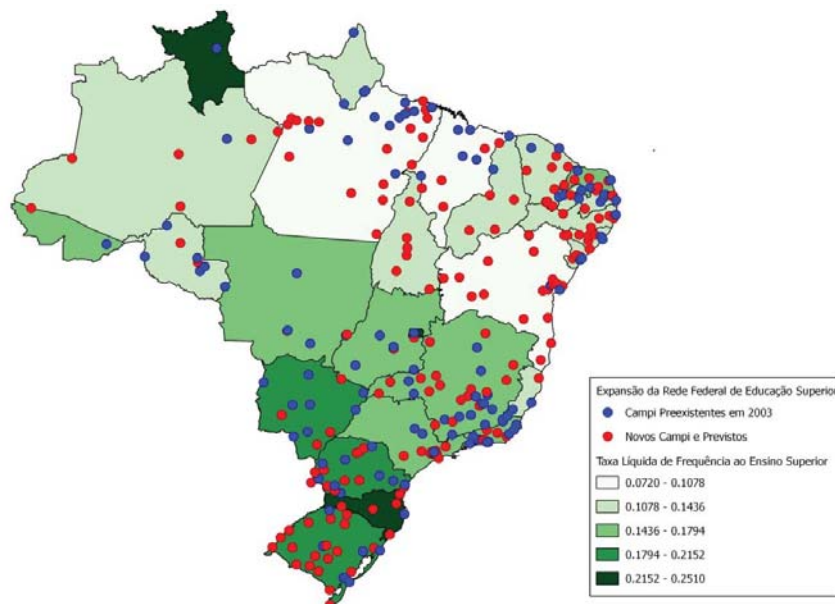 Expansão da Rede Federal de Educação Superior
Campi Preexistentes em 2003
Novos Campi e Previstos
Taxa Líquida de Frequência ao Ensino Superior
0.0720 - 0.1078
0.1078 - 0.1436
0.1436 - 0.1794
0.1794 - 0.2152
0.2152 - 0.2510